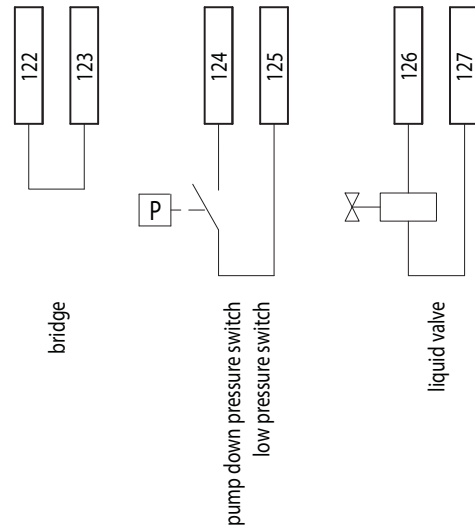 122
123
124
125
126
127
P
bridge
pump down pressure switch
low pressure switch
liquid valve